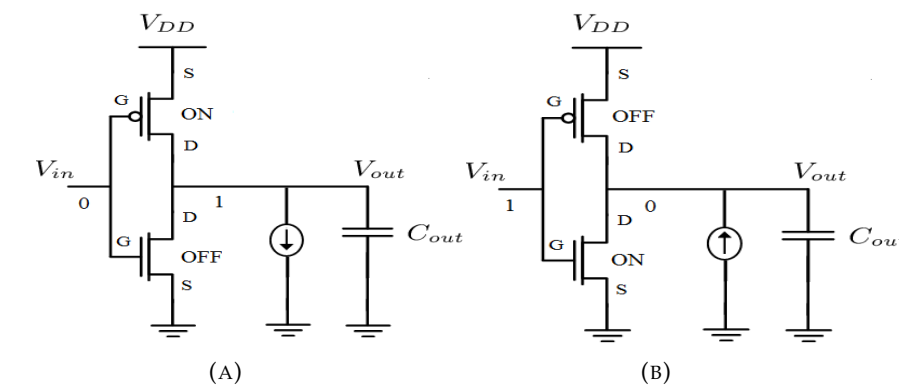 V_DD
S
G
ON
D
V_in
V_out
0
1
D
G
C_out
OFF
S
(A)
V_DD
S
G
OFF
D
V_in
V_out
1
0
D
G
C_ou
ON
S
(B)